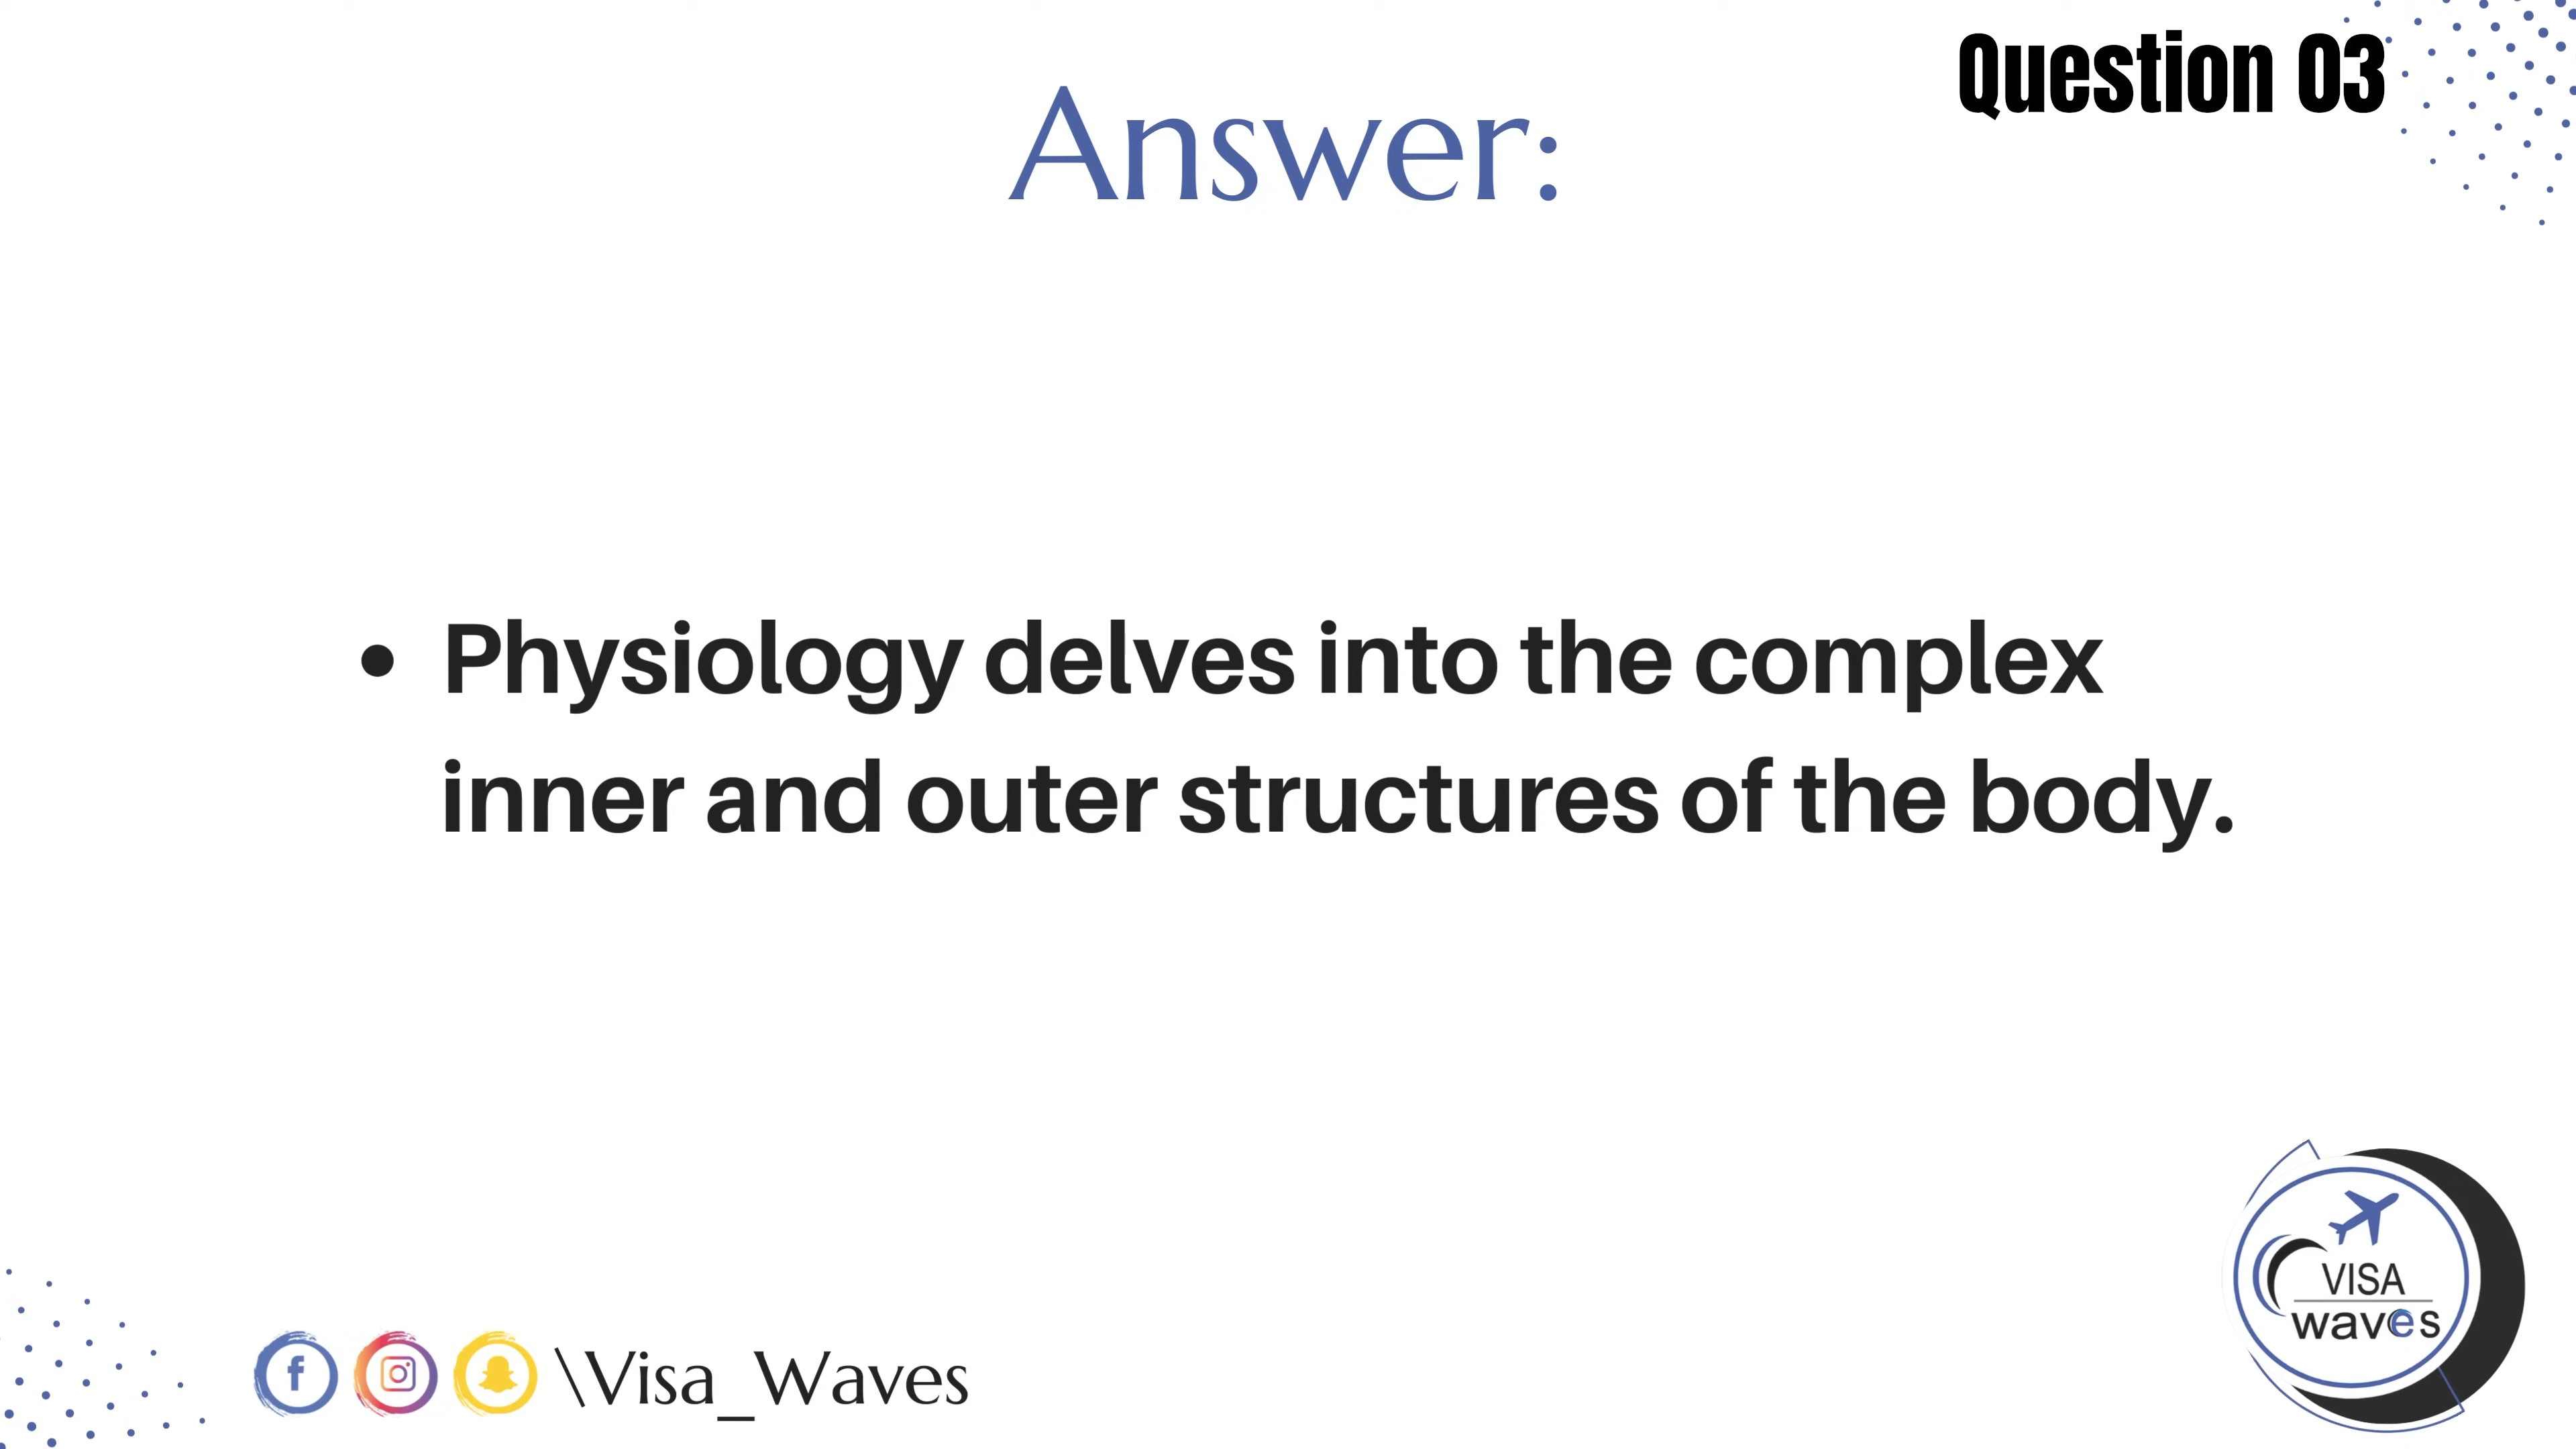 Question 03
Answer:
• Physiology delves into the complex
inner and outer structures of the body.
\Visa_Waves
VISA
waves